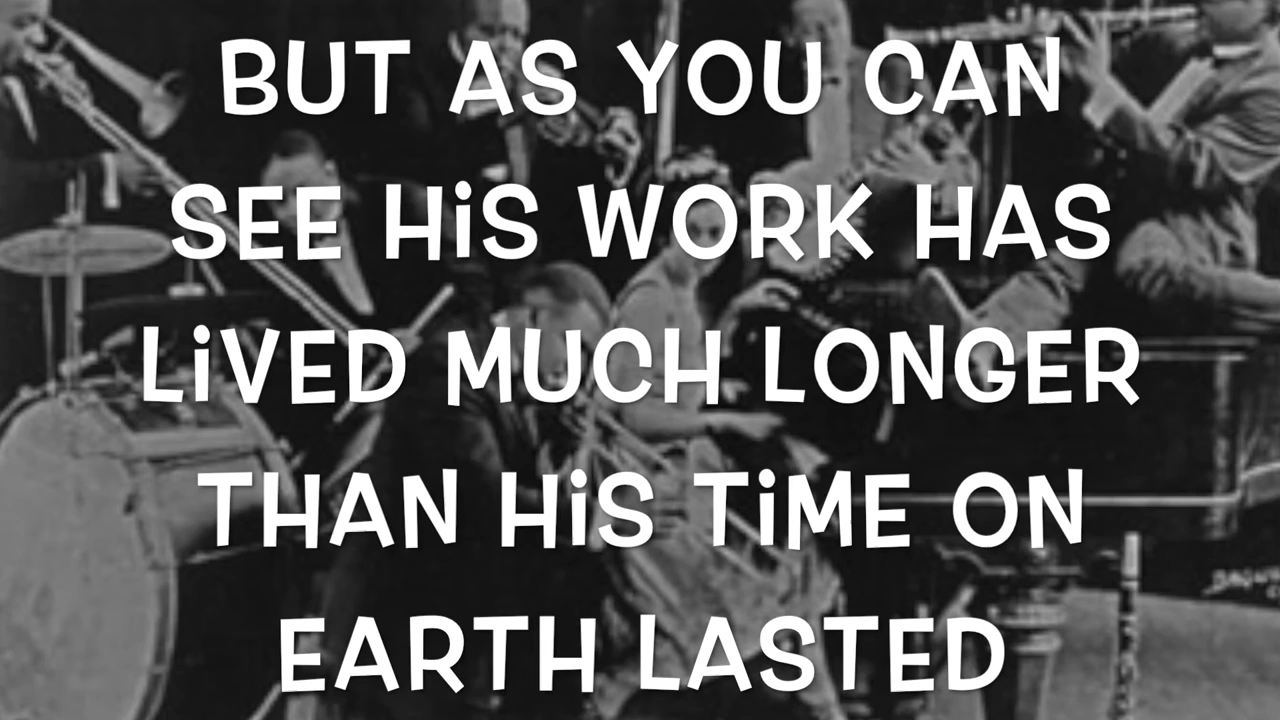 BUT AS YOU CAN
SEE HiS WORK HAS
LiVED MUCH LONGER
THAN HiS TiME ON
EARTH LASTED